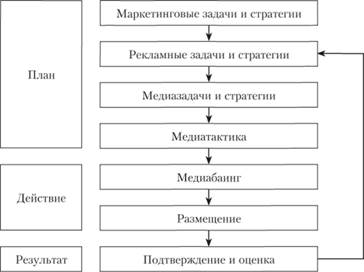 План
Маркетинговые задачи и стратегии
Рекламные задачи и стратегии
Медиазадачи и стратегии
Медиатактика
Действие
Медиабаинг
Размещение
Результат
Подтверждение и оценка